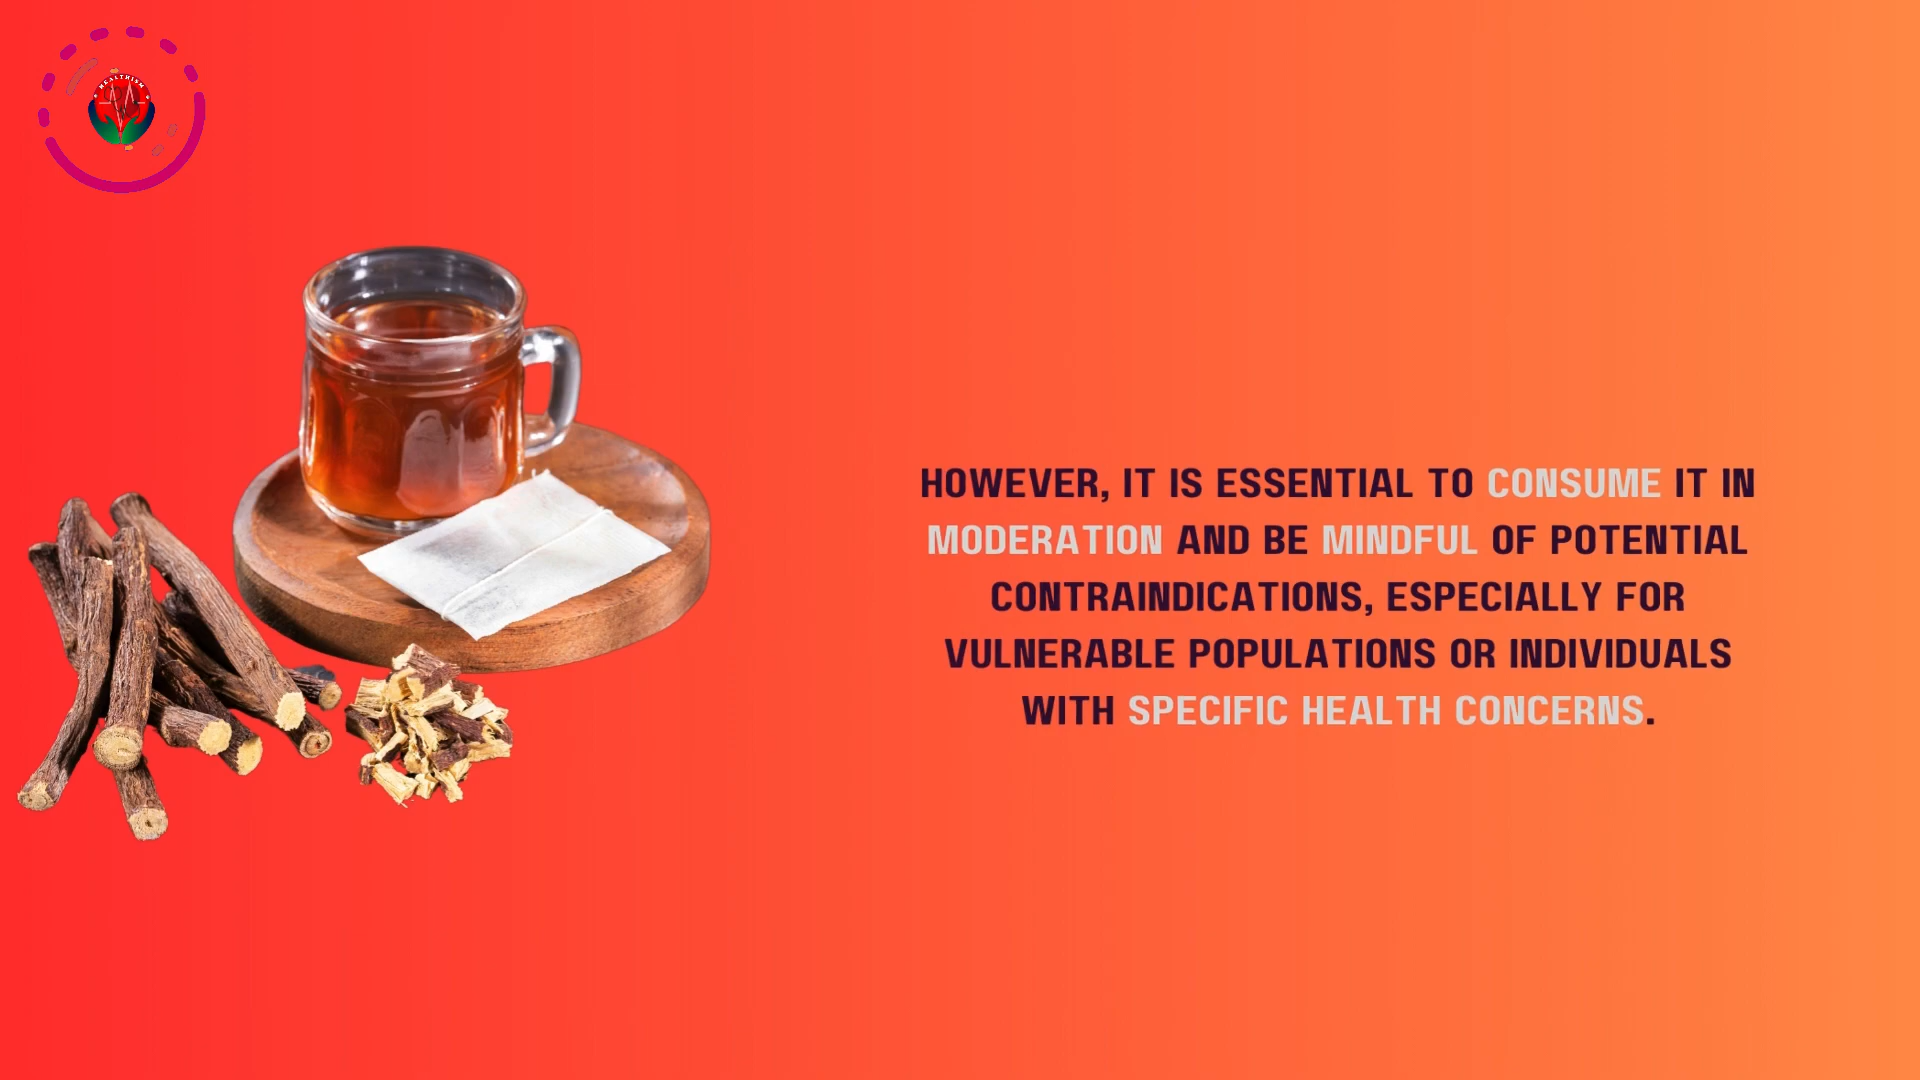 HEALTHISM
HOWEVER, IT IS ESSENTIAL TO CONSUME IT IN
MODERATION AND BE MINDFUL OF POTENTIAL
CONTRAINDICATIONS, ESPECIALLY FOR
VULNERABLE POPULATIONS OR INDIVIDUALS
WITH SPECIFIC HEALTH CONCERNS.